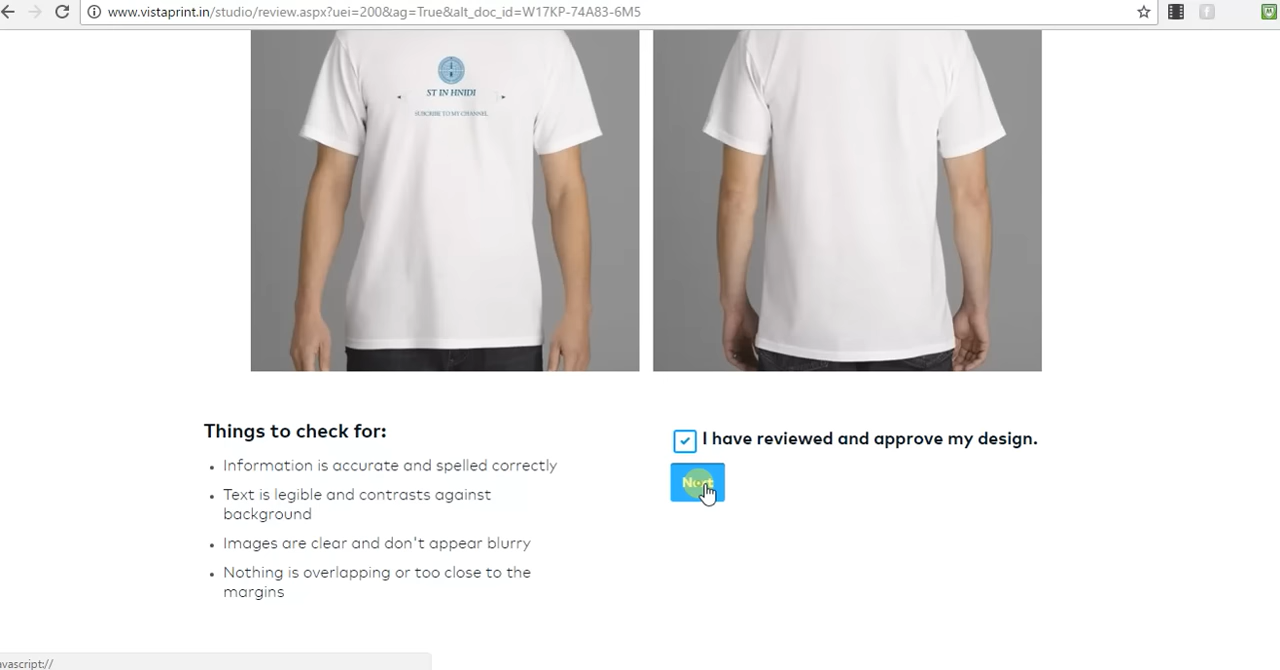 www.vistaprint.in/studio/review.aspx?uei=200&ag=True&alt_doc_id=W17KP-74A83-6M5
ST IN HNIDI
SUBCRIBE TO MY CHANNEL
Things to check for:
I have reviewed and approve my design.
• Information is accurate and spelled correctly
Next
• Text is legible and contrasts against
background
• Images are clear and don't appear blurry
• Nothing is overlapping or too close to the
margins
avascript://